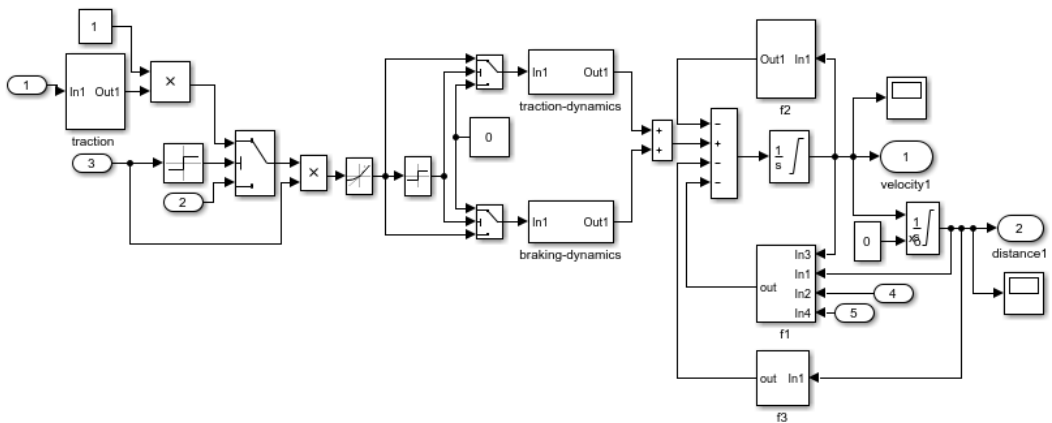 1
1
In1 Out1
traction
×
3
2
×
In1 Out1
traction-dynamics
0
In1 Out1
braking-dynamics
+
+
−
+
−
−
1
s
Out1 In1
f2
1
velocity1
0
1
2
distance1
In3
In1
In2
In4
out
f1
4
5
out In1
f3